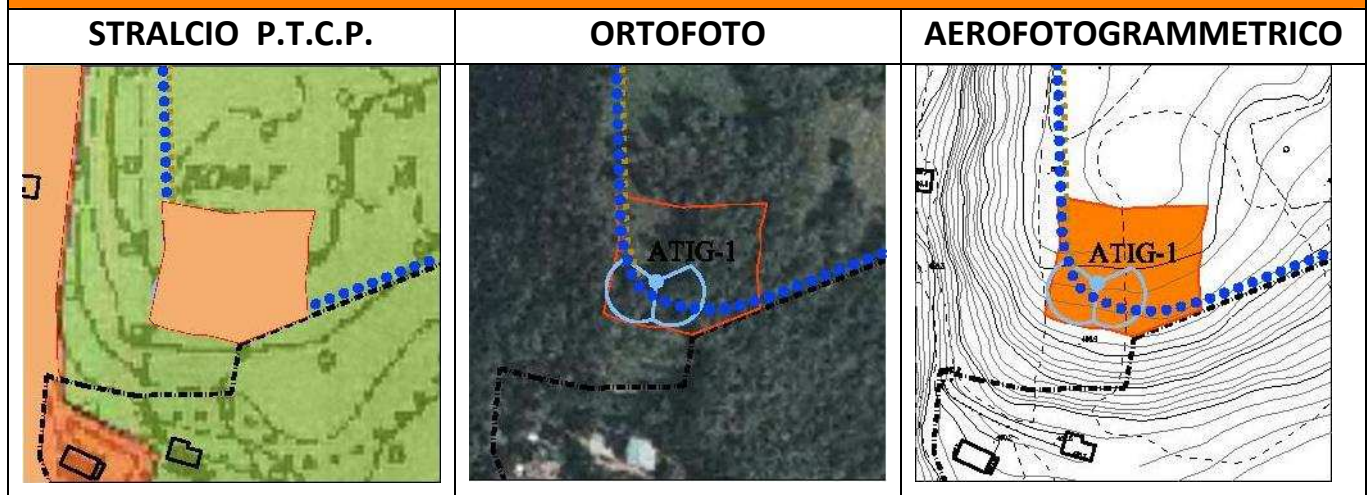 STRALCIO P.T.C.P.
ORTOFOTO
AEROFOTOGRAMMETRICO
ATIG-1
ATIG-1